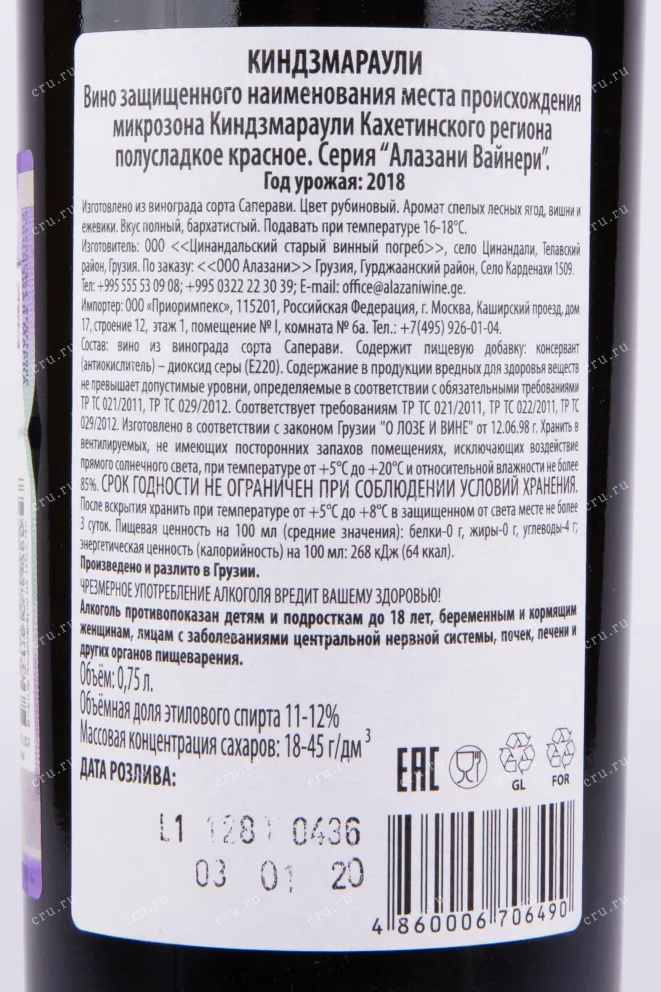 КИНДЗМАРАУЛИ
Вино защищенного наименования места происхождения
микрозона Киндзмараули Кахетинского региона
полусладкое красное. Серия “Алазани Вайнери”.
Год урожая: 2018
Изготовлено из винограда сорта Саперави. Цвет рубиновый. Аромат спелых лесных ягод, вишни и
ежевики. Вкус полный, бархатистый. Подавать при температуре 16-18°С.
Изготовитель: ООО <<Цинандальский старый винный погреб>>, село Цинандали, Телавский
район, Грузия. По заказу: <<ООО Алазани>> Грузия, Гурджаанский район, Село Карденахи 1509.
Тел: +995 555 53 09 08; +995 0322 22 30 39; E-mail: office@alazaniwine.ge.
Импортер: ООО «Приоримпекс», 115201, Российская Федерация, г. Москва, Каширский проезд, дом
17, строение 12, этаж 1, помещение № I, комната № 6а. Тел.: +7(495) 926-01-04.
Состав: вино из винограда сорта Саперави. Содержит пищевую добавку: консервант
(антиокислитель) – диоксид серы (Е220). Содержание в продукции вредных для здоровья веществ
не превышает допустимые уровни, определяемые в соответствии с обязательными требованиями
ТР ТС 021/2011, ТР ТС 029/2012. Соответствует требованиям ТР ТС 021/2011, ТР ТС 022/2011, ТР ТС
029/2012. Изготовлено в соответствии с законом Грузии "О ЛОЗЕ И ВИНЕ" от 12.06.98 г. Хранить в
вентилируемых, не имеющих посторонних запахов помещениях, исключающих воздействие
прямого солнечного света, при температуре от +5°С до +20°С и относительной влажности не более
85%. СРОК ГОДНОСТИ НЕ ОГРАНИЧЕН ПРИ СОБЛЮДЕНИИ УСЛОВИЙ ХРАНЕНИЯ.
После вскрытия хранить при температуре от +5°С до +8°С в защищенном от света месте не более
3 суток. Пищевая ценность на 100 мл (средние значения): белки-0 г, жиры-0 г, углеводы-4 г;
энергетическая ценность (калорийность) на 100 мл: 268 кДж (64 ккал).
Произведено и разлито в Грузии.
ЧРЕЗМЕРНОЕ УПОТРЕБЛЕНИЕ АЛКОГОЛЯ ВРЕДИТ ВАШЕМУ ЗДОРОВЬЮ!
Алкоголь противопоказан детям и подросткам до 18 лет, беременным и кормящим
женщинам, лицам с заболеваниями центральной нервной системы, почек, печени и
других органов пищеварения.
Объём: 0,75 л.
Объёмная доля этилового спирта 11-12%
Массовая концентрация сахаров: 18-45 г/дм³
ДАТА РОЗЛИВА:
EAC
GL FOR
L1 1281 0436
03 01 20
4 860006 706490
cru.ru